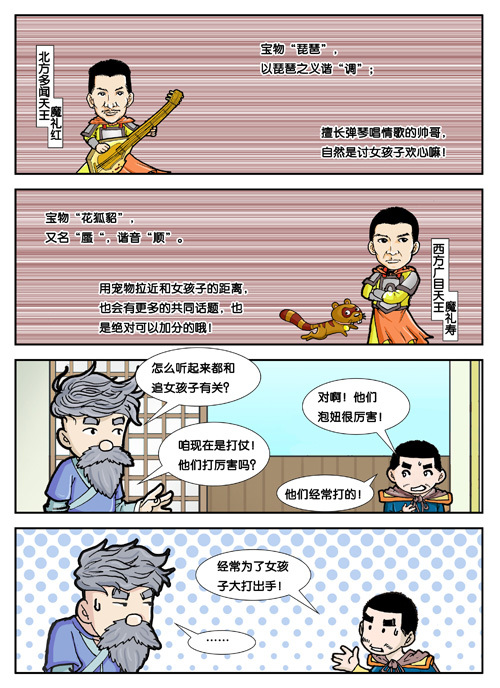 北方多闻天王
魔礼红
宝物“琵琶”，
以琵琶之义谐“调”；
擅长弹琴唱情歌的帅哥，
自然是讨女孩子欢心嘛！
宝物“花狐貂”，
又名“蜃“，谐音“顺”。
用宠物拉近和女孩子的距离，
也会有更多的共同话题，也
是绝对可以加分的哦！
西方广目天王
魔礼寿
怎么听起来都和
追女孩子有关？
对啊！他们
泡妞很厉害！
咱现在是打仗！
他们打厉害吗？
他们经常打的！
经常为了女孩
子大打出手！
……